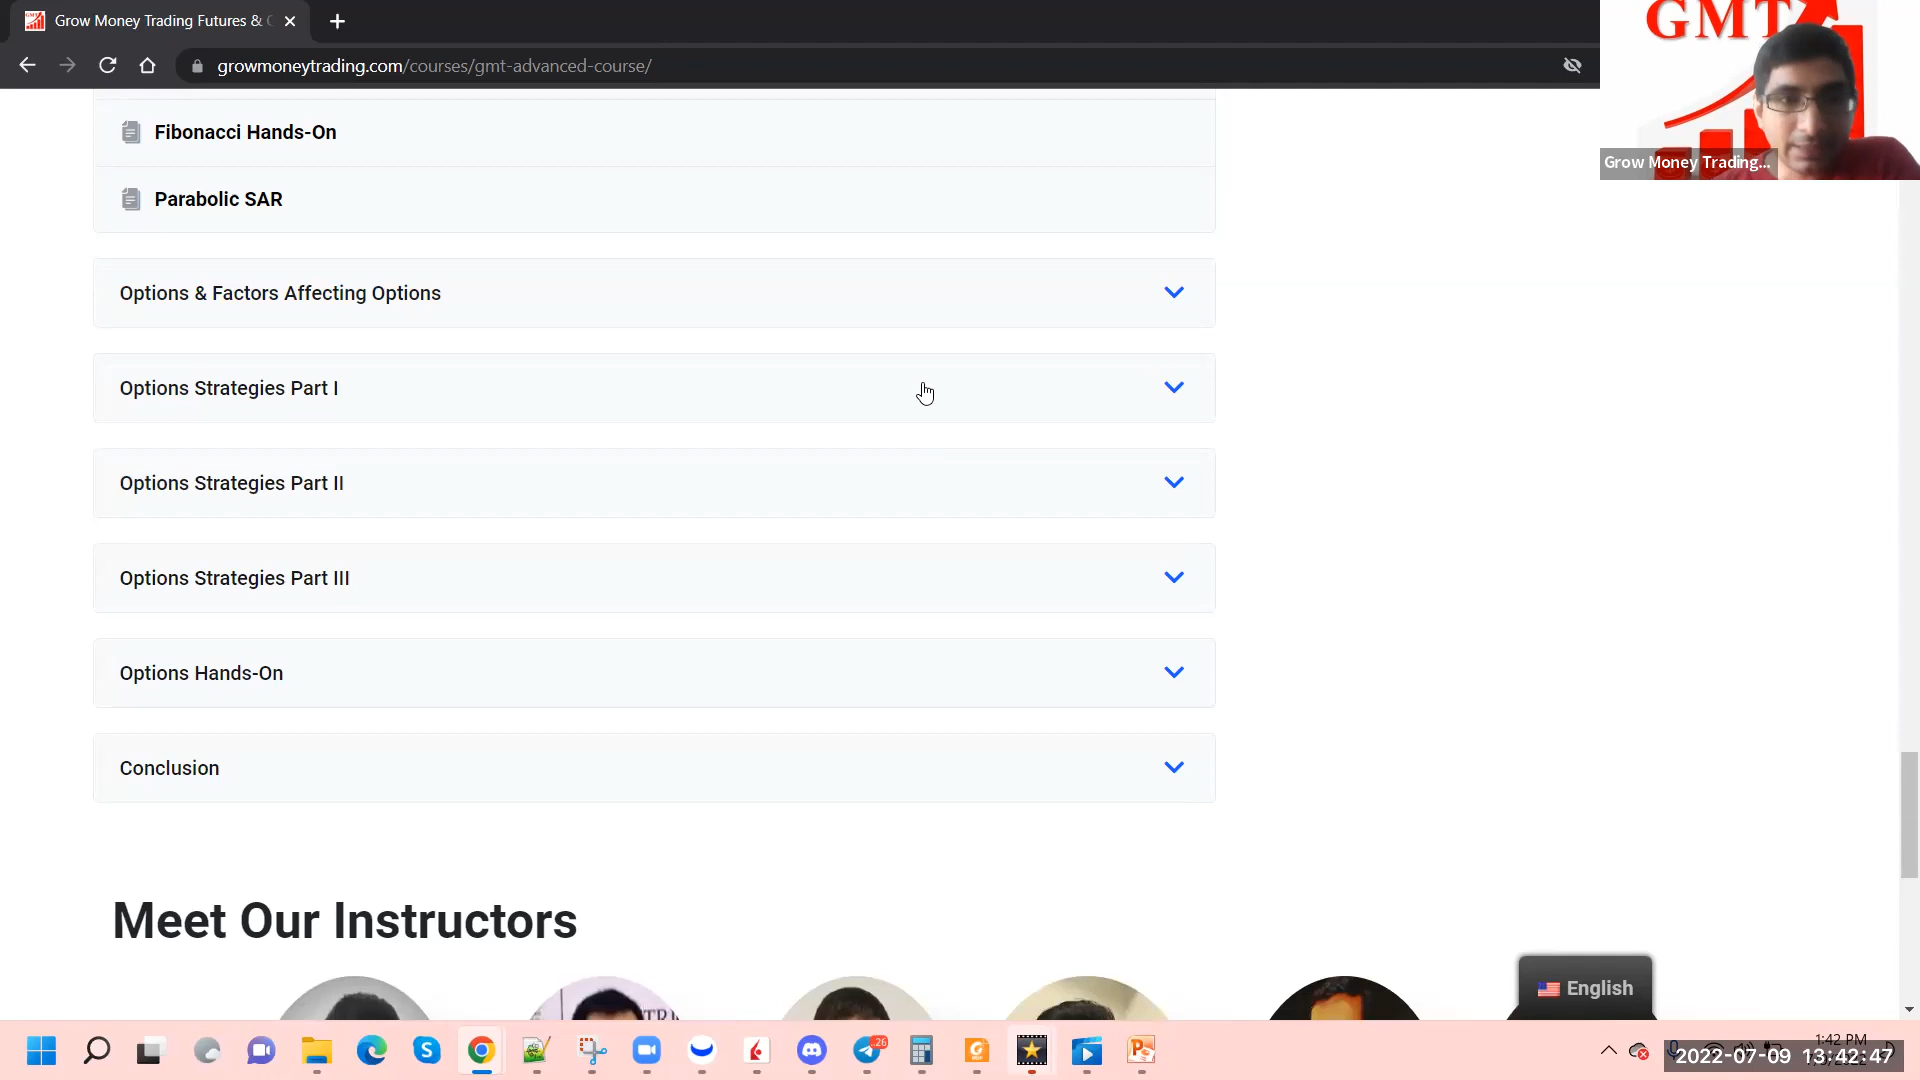 Grow Money Trading Futures &
growmoneytrading.com/courses/gmt-advanced-course/
GMT
Grow Money Trading...
Fibonacci Hands-On
Parabolic SAR
Options & Factors Affecting Options
Options Strategies Part I
Options Strategies Part II
Options Strategies Part III
Options Hands-On
Conclusion
Meet Our Instructors
English
26
1:42 PM
2022-07-09 13:42:47